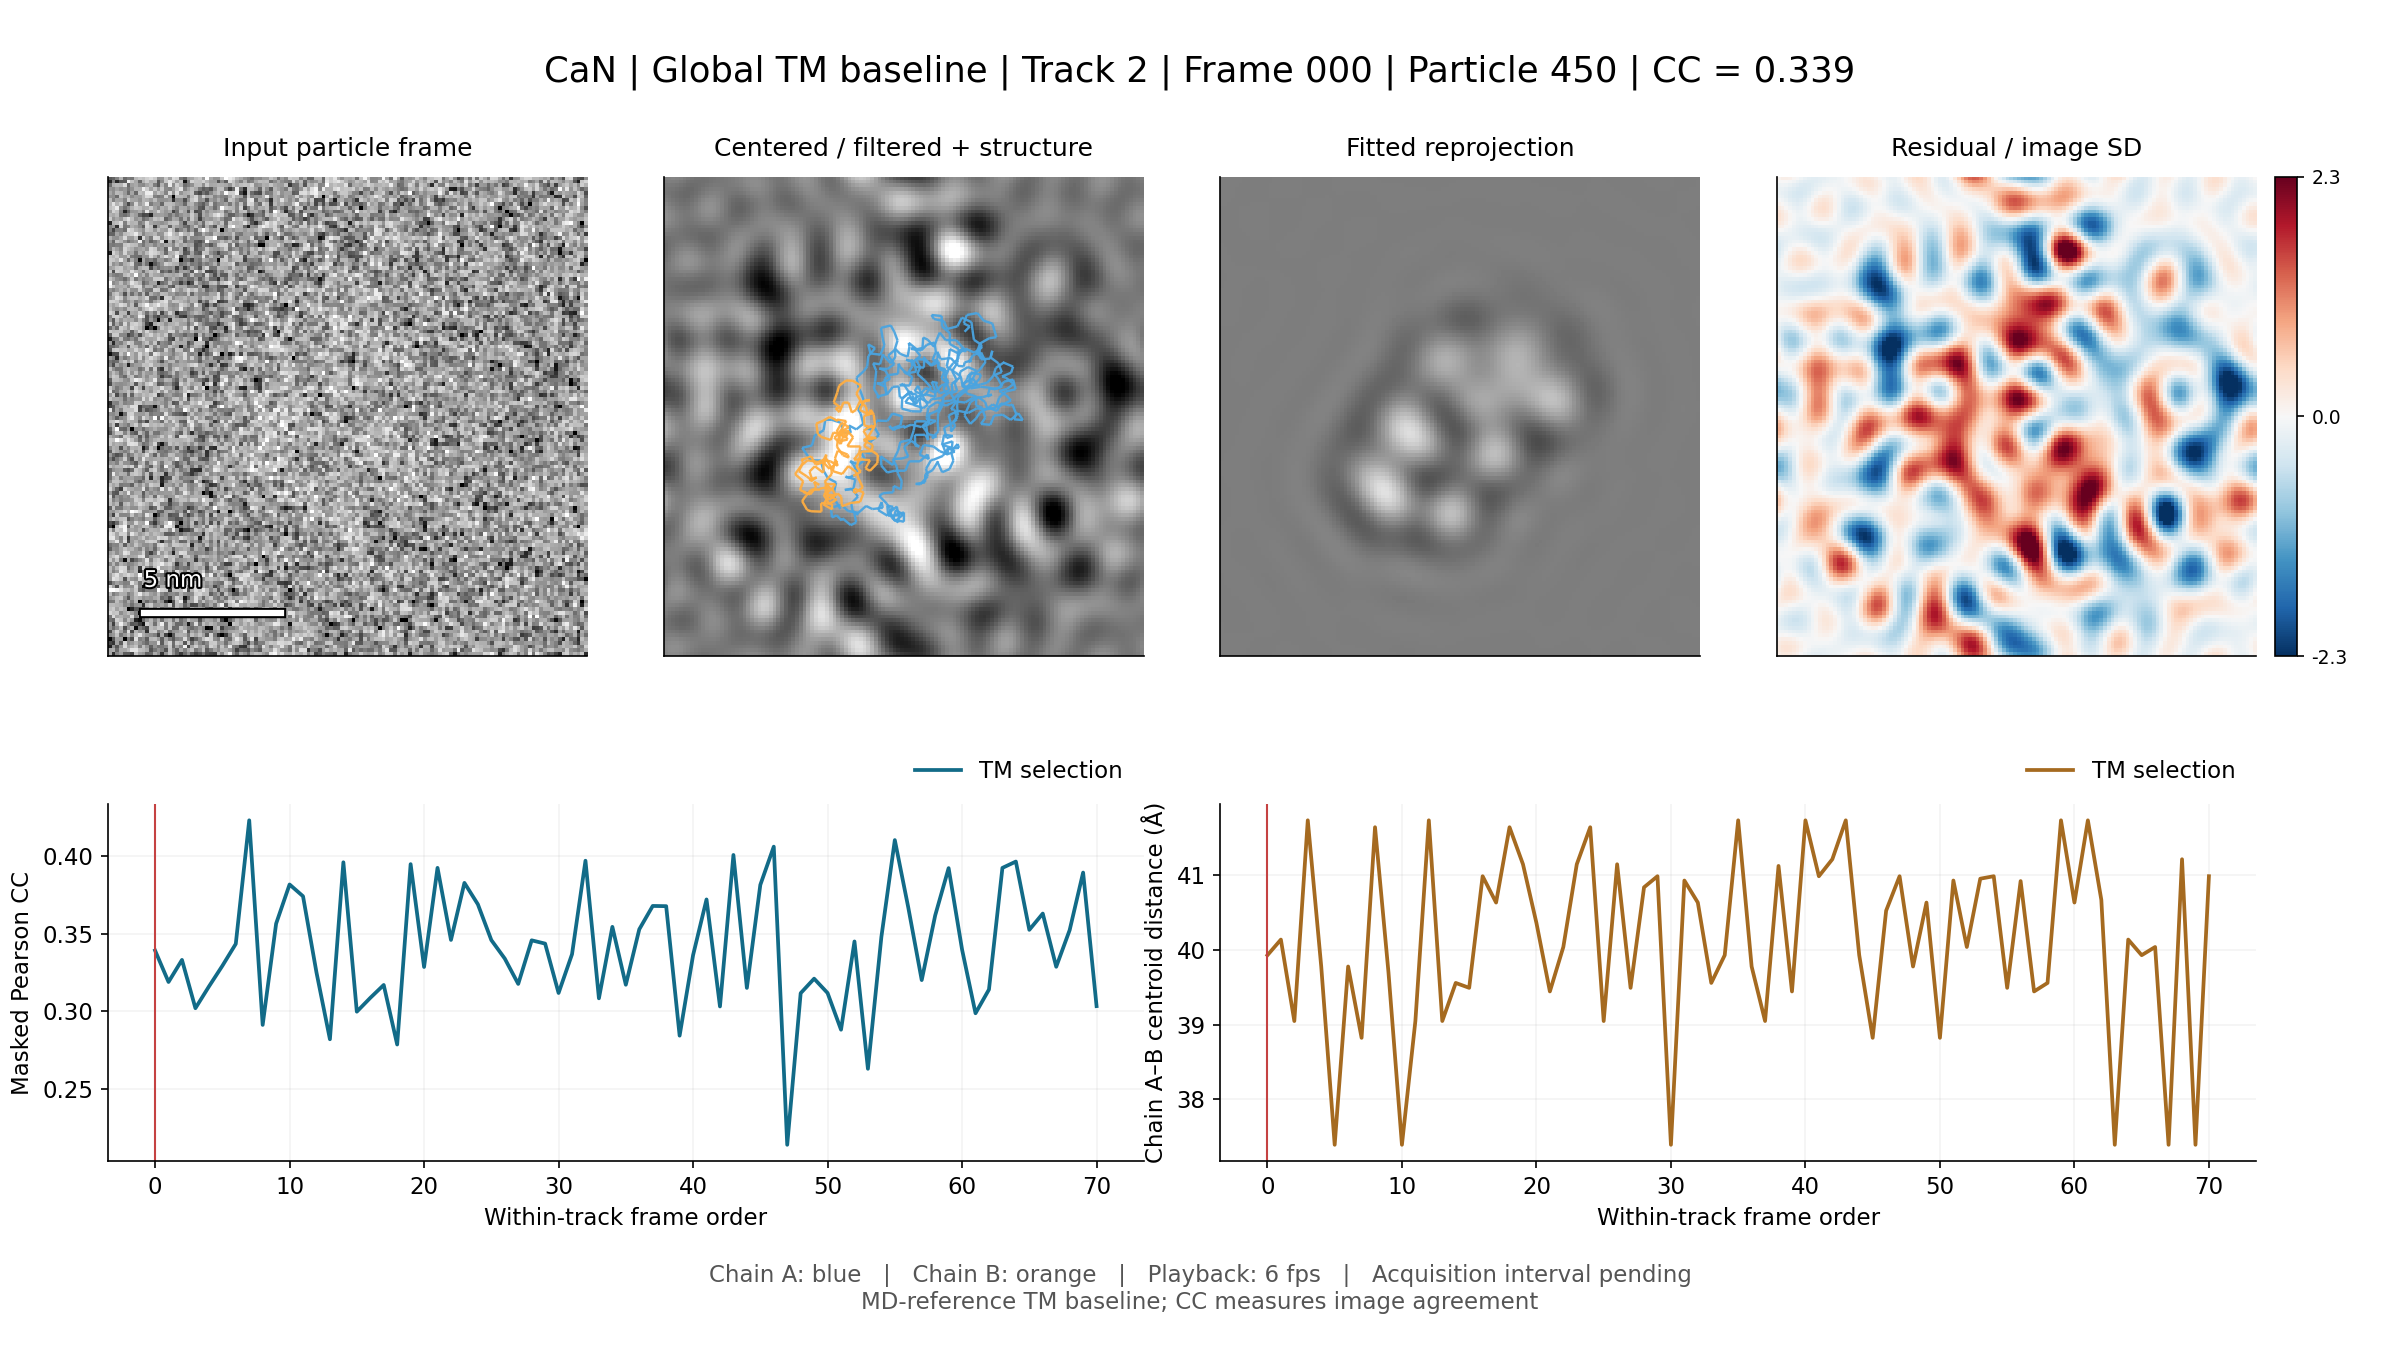 CaN | Global TM baseline | Track 2 | Frame 000 | Particle 450 | CC = 0.339
Input particle frame
Centered / filtered + structure
Fitted reprojection
Residual / image SD
5 nm
2.3
0.0
-2.3
TM selection
Masked Pearson CC
0.40
0.35
0.30
0.25
0 10 20 30 40 50 60 70
Within-track frame order
TM selection
Chain A–B centroid distance (Å)
41
40
39
38
0 10 20 30 40 50 60 70
Within-track frame order
Chain A: blue | Chain B: orange | Playback: 6 fps | Acquisition interval pending
MD-reference TM baseline; CC measures image agreement